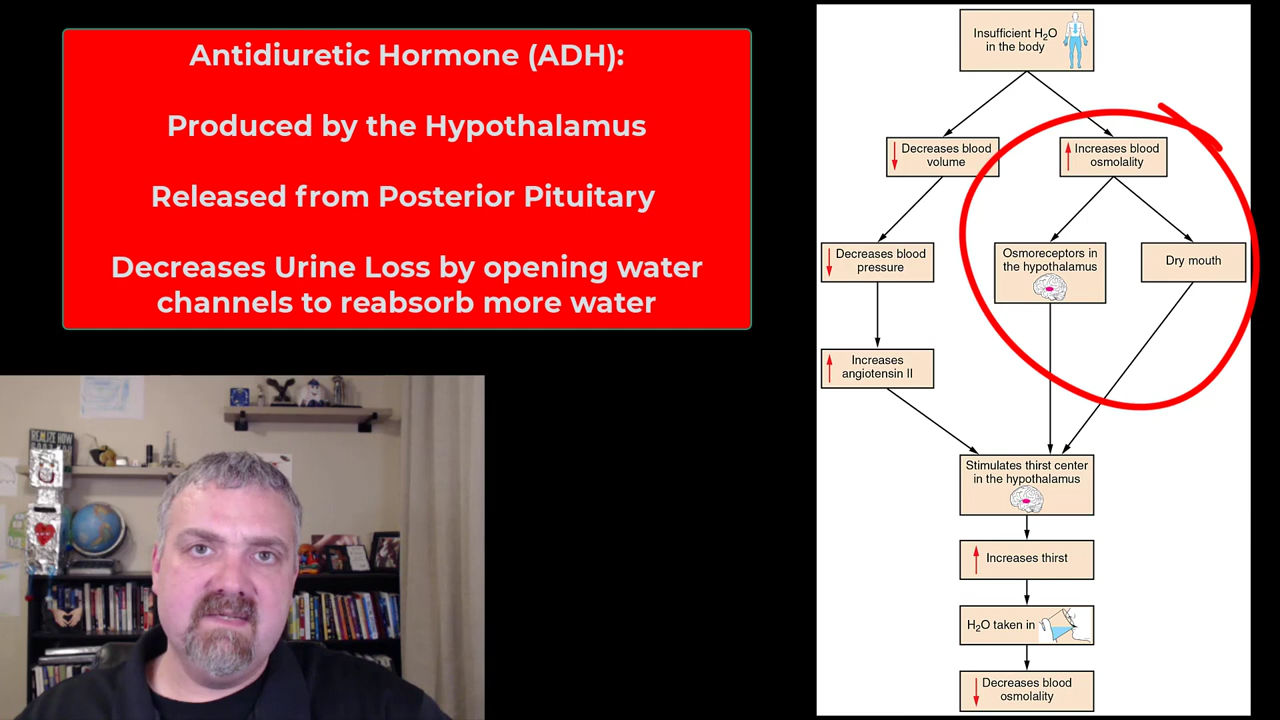 Antidiuretic Hormone (ADH):
Produced by the Hypothalamus
Released from Posterior Pituitary
Decreases Urine Loss by opening water
channels to reabsorb more water
REALIZE HOW
Insufficient H₂O
in the body
Decreases blood
volume
Increases blood
osmolality
Decreases blood
pressure
Osmoreceptors in
the hypothalamus
Dry mouth
Increases
angiotensin II
Stimulates thirst center
in the hypothalamus
Increases thirst
H₂O taken in
Decreases blood
osmolality